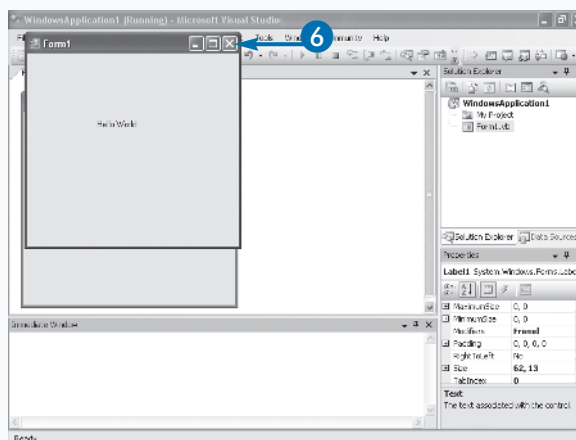 WindowsApplication1 (Running) - Microsoft Visual Studio
Tools
Help
6
Form1
Hello World
Solution Explorer
WindowsApplication1
My Project
Form1.vb
Solution Explorer
Data Sources
Properties
Label1 System.Windows.Forms.Labe
MaximumSize 0, 0
MinimumSize 0, 0
Modifiers Friend
Padding 0, 0, 0, 0
RightToLeft No
Size 62, 13
TabIndex 0
Text
The text associated with the control.
Immediate Window
Ready